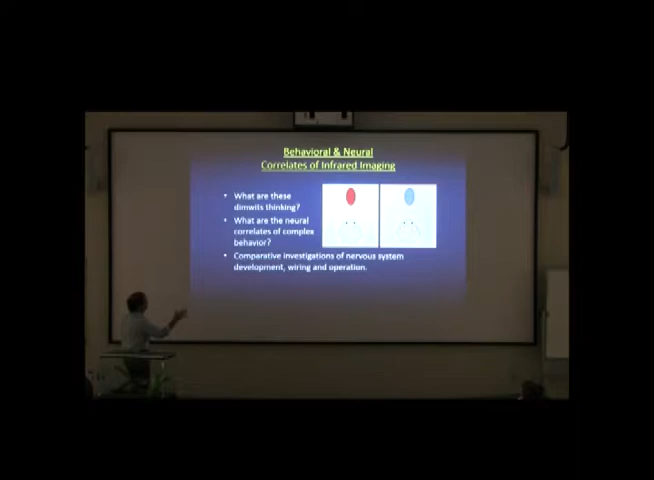 Behavioral & Neural
Correlates of Infrared Imaging
• What are these
dimwits thinking?
• What are the neural
correlates of complex
behavior?
• Comparative investigations of nervous system
development, wiring and operation.